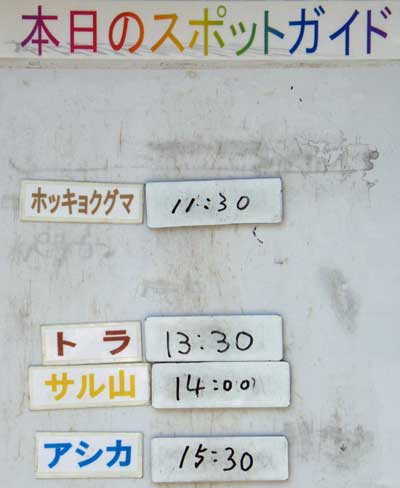 本日のスポットガイド
ホッキョクグマ 11:30
トラ 13:30
サル山 14:00
アシカ 15:30